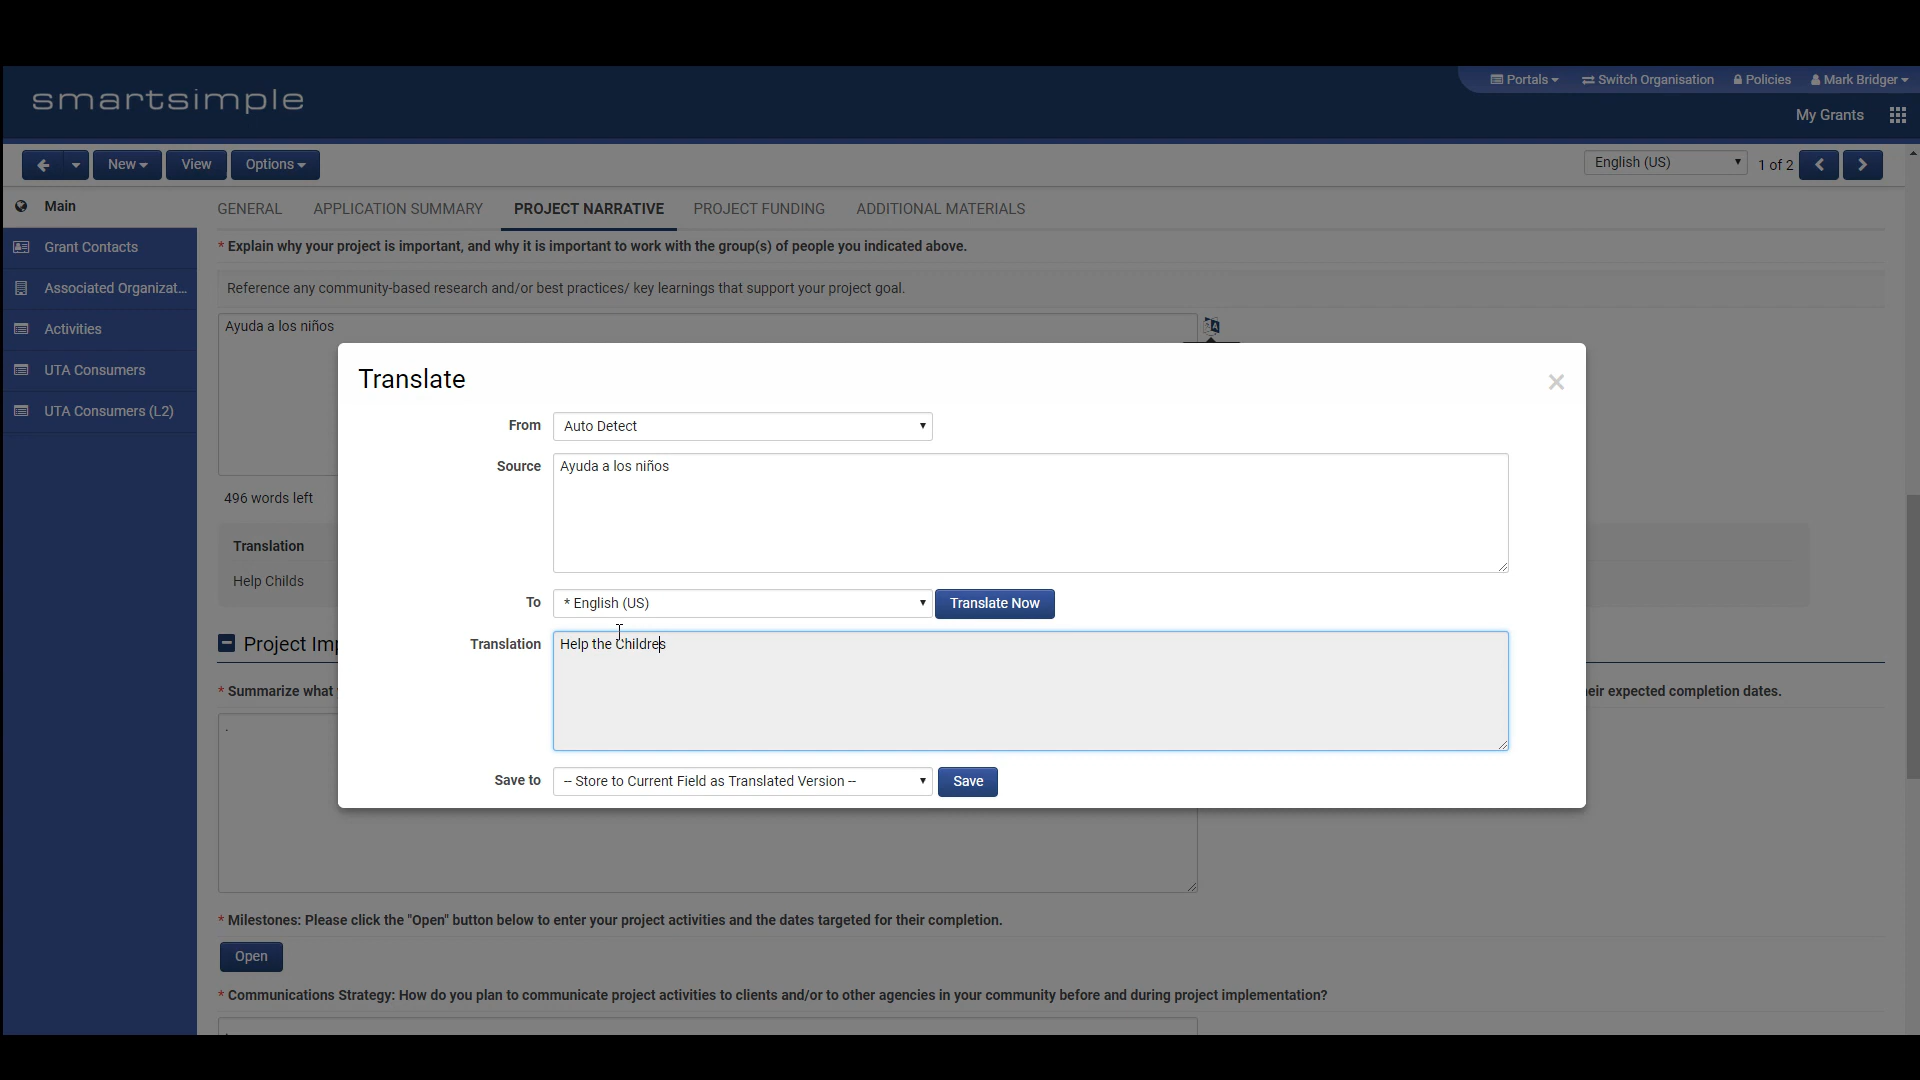 Portals
Switch Organisation
Policies
Mark Bridger
smartsimple
My Grants
New
View
Options
English (US)
1 of 2
Main
GENERAL
APPLICATION SUMMARY
PROJECT NARRATIVE
PROJECT FUNDING
ADDITIONAL MATERIALS
Grant Contacts
Associated Organizat...
Activities
UTA Consumers
UTA Consumers (L2)
* Explain why your project is important, and why it is important to work with the group(s) of people you indicated above.
Reference any community-based research and/or best practices/ key learnings that support your project goal.
Ayuda a los niños
496 words left
Translation
Help Childs
Translate
From
Auto Detect
Source
Ayuda a los niños
To
* English (US)
Translate Now
Translation
Help the Childres
Save to
-- Store to Current Field as Translated Version --
Save
Project Imp
* Summarize what
eir expected completion dates.
.
* Milestones: Please click the "Open" button below to enter your project activities and the dates targeted for their completion.
Open
* Communications Strategy: How do you plan to communicate project activities to clients and/or to other agencies in your community before and during project implementation?